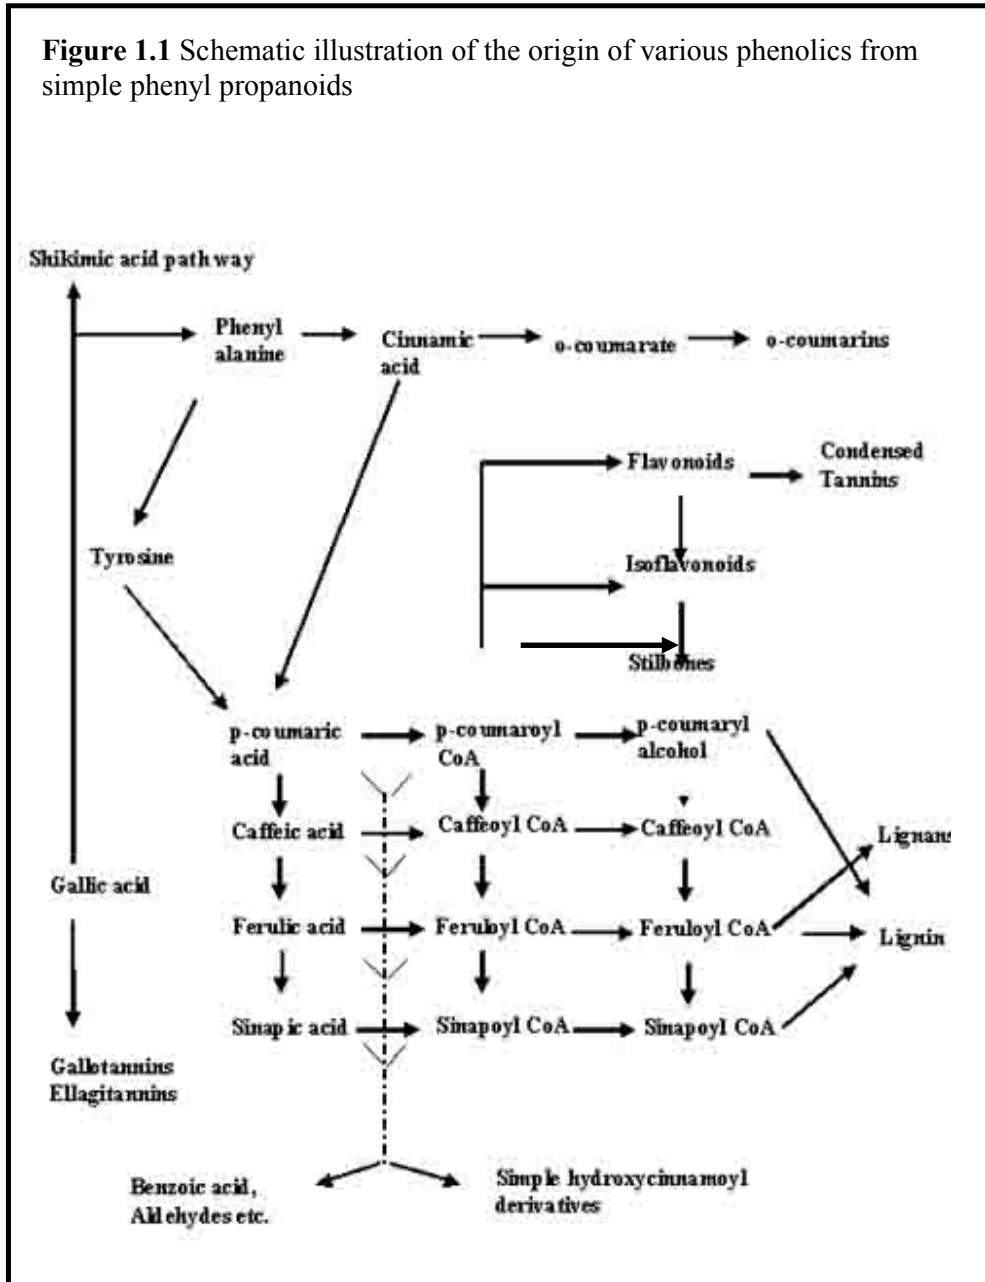 Figure 1.1 Schematic illustration of the origin of various phenolics from
simple phenyl propanoids
Shikimic acid pathway
Phenyl
alanine
Cinnamic
acid
o-coumarate
o-coumarins
Flavonoids
Condensed
Tannins
Tyrosine
Isoflavonoids
Stilbenes
p-coumaric
acid
p-coumaroyl
CoA
p-coumaryl
alcohol
Caffeic acid
Caffeoyl CoA
Caffeoyl CoA
Lignans
Gallic acid
Ferulic acid
Feruloyl CoA
Feruloyl CoA
Lignin
Sinapic acid
Sinapoyl CoA
Sinapoyl CoA
Gallotannins
Ellagitannins
Benzoic acid,
Aldehydes etc.
Simple hydroxycinnamoyl
derivatives